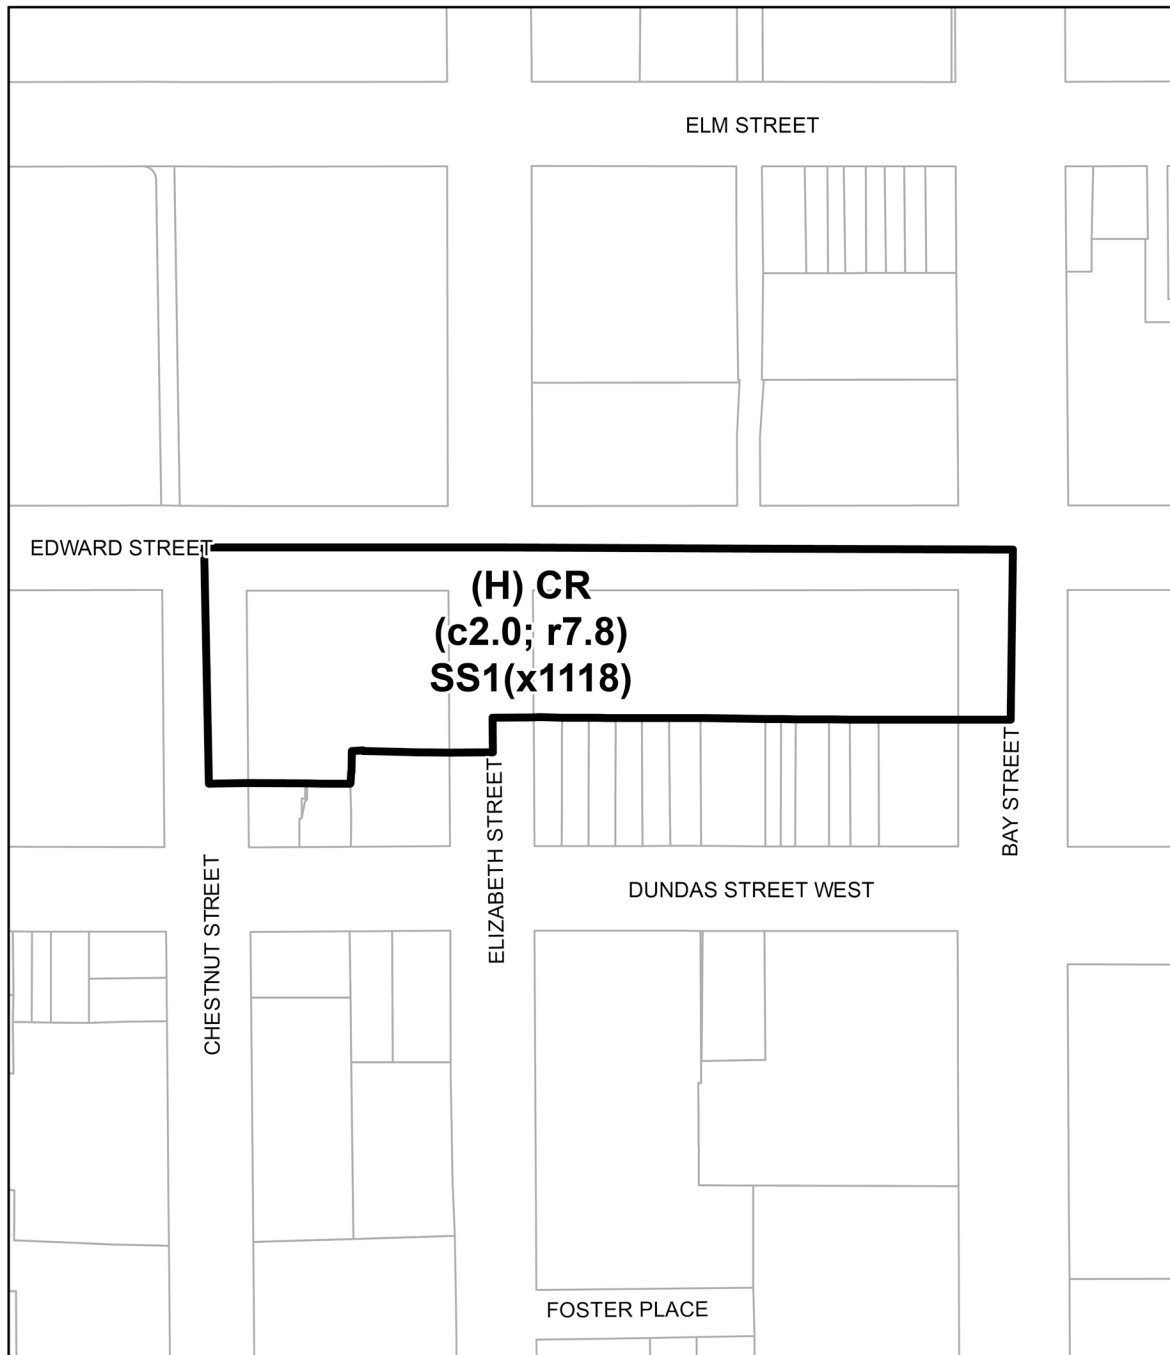 ELM STREET
EDWARD STREET
(H) CR
(c2.0; r7.8)
SS1(x1118)
BAY STREET
ELIZABETH STREET
CHESTNUT STREET
DUNDAS STREET WEST
FOSTER PLACE